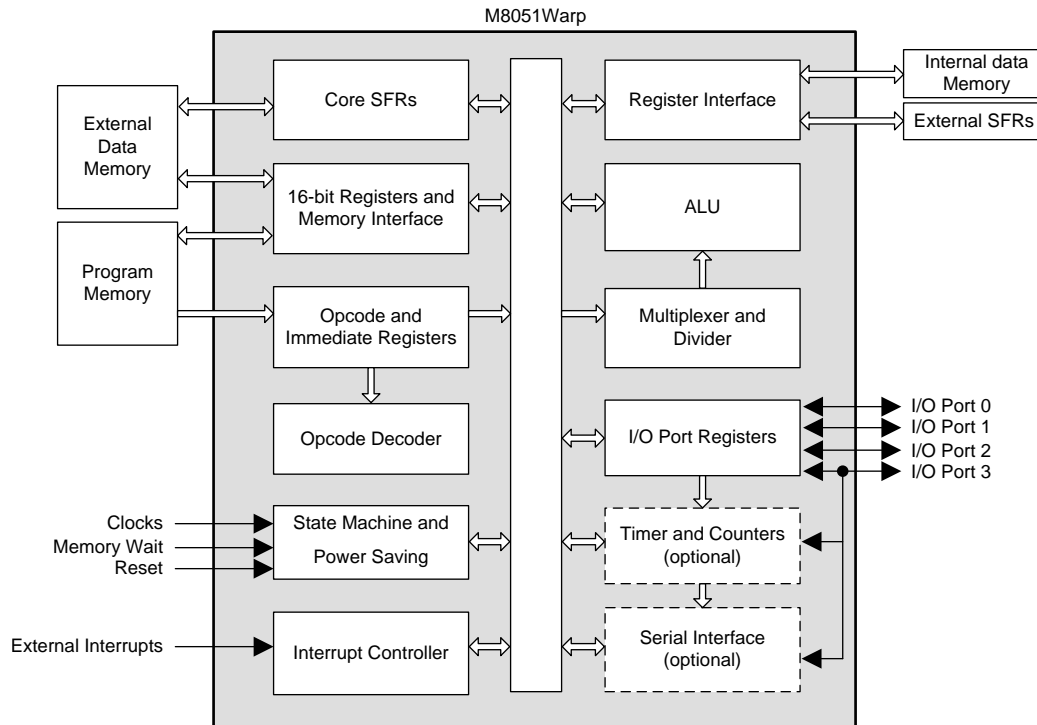 M8051Warp
External
Data
Memory
Program
Memory
Core SFRs
16-bit Registers and
Memory Interface
Opcode and
Immediate Registers
Opcode Decoder
State Machine and
Power Saving
Interrupt Controller
Clocks
Memory Wait
Reset
External Interrupts
Register Interface
ALU
Multiplexer and
Divider
I/O Port Registers
Timer and Counters
(optional)
Serial Interface
(optional)
Internal data
Memory
External SFRs
I/O Port 0
I/O Port 1
I/O Port 2
I/O Port 3